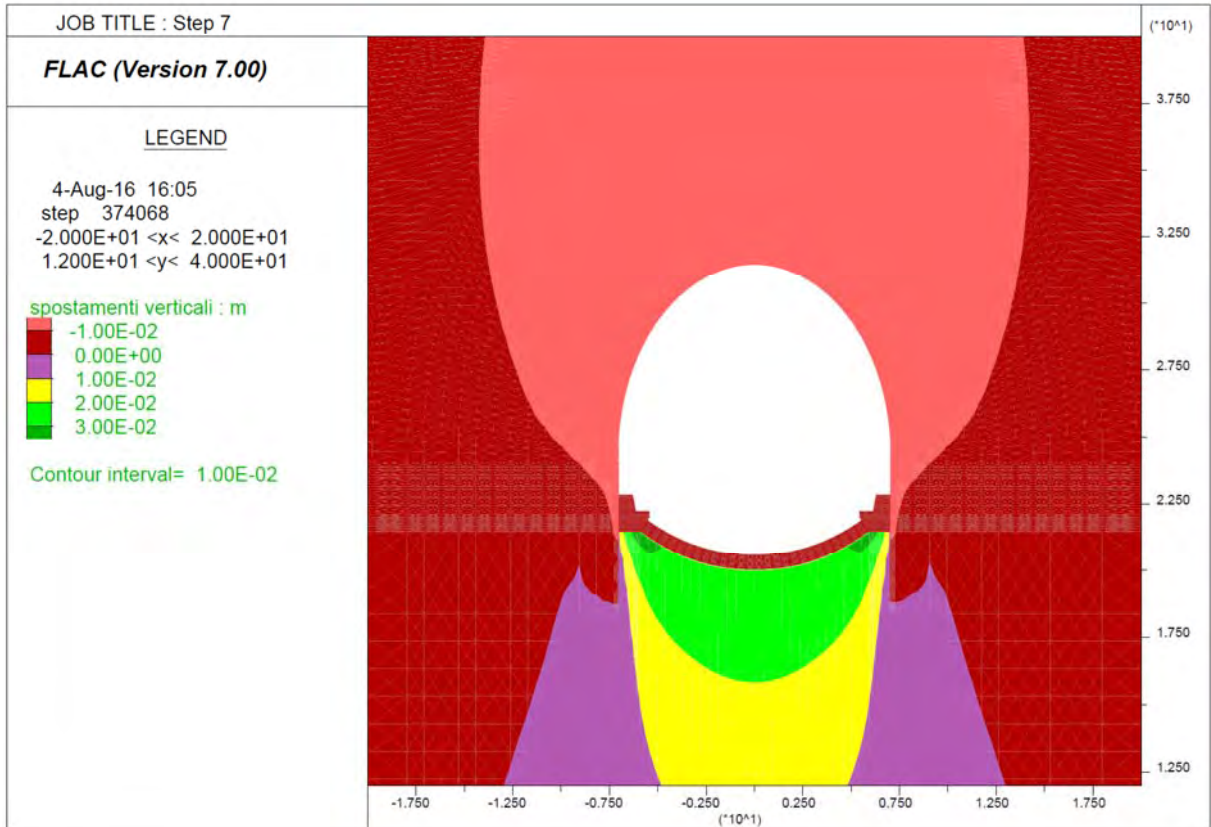 JOB TITLE : Step 7
FLAC (Version 7.00)
LEGEND
4-Aug-16 16:05
step 374068
-2.000E+01 <x< 2.000E+01
1.200E+01 <y< 4.000E+01
spostamenti verticali : m
-1.00E-02
0.00E+00
1.00E-02
2.00E-02
3.00E-02
Contour interval= 1.00E-02
(*10^1)
3.750
3.250
2.750
2.250
1.750
1.250
-1.750 -1.250 -0.750 -0.250 0.250 0.750 1.250 1.750
(*10^1)